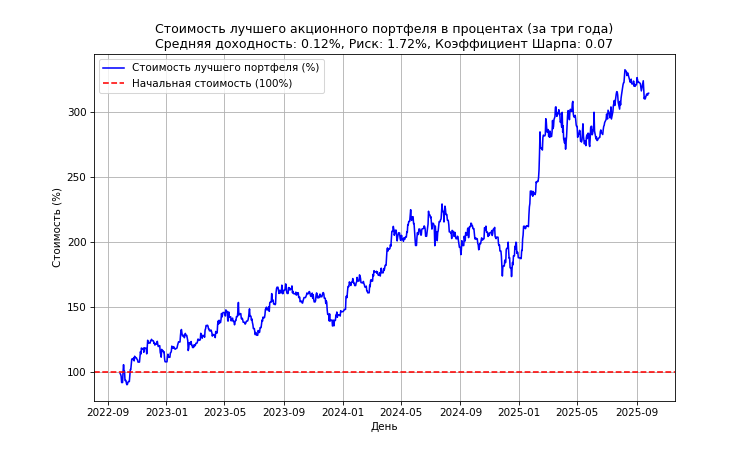 Стоимость лучшего акционного портфеля в процентах (за три года)
Средняя доходность: 0.12%, Риск: 1.72%, Коэффициент Шарпа: 0.07
Стоимость лучшего портфеля (%)
Начальная стоимость (100%)
Стоимость (%)
300
250
200
150
100
2022-09 2023-01 2023-05 2023-09 2024-01 2024-05 2024-09 2025-01 2025-05 2025-09
День